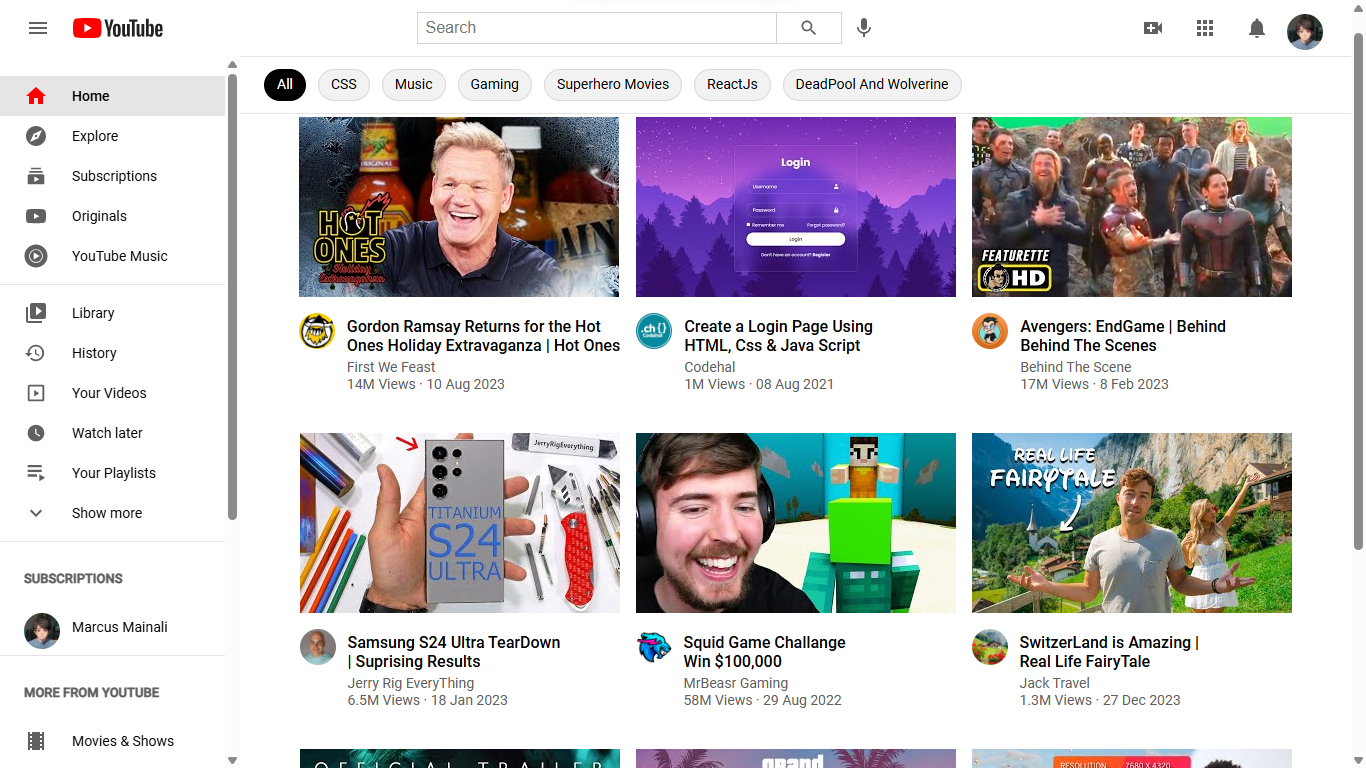 YouTube
Search
All
CSS
Music
Gaming
Superhero Movies
ReactJs
DeadPool And Wolverine
Home
Explore
Subscriptions
Originals
YouTube Music
Library
History
Your Videos
Watch later
Your Playlists
Show more
SUBSCRIPTIONS
Marcus Mainali
MORE FROM YOUTUBE
Movies & Shows
ORIGINAL
HOT
ONES
Holiday
Extravaganza
Gordon Ramsay Returns for the Hot
Ones Holiday Extravaganza | Hot Ones
First We Feast
14M Views · 10 Aug 2023
Login
Username
Password
Remember me
Forgot password?
Login
Don't have an account? Register
.ch {}
Codehal
Create a Login Page Using
HTML, Css & Java Script
Codehal
1M Views · 08 Aug 2021
FEATURETTE
HD
Avengers: EndGame | Behind
Behind The Scenes
Behind The Scene
17M Views · 8 Feb 2023
JerryRigEverything
TITANIUM
S24
ULTRA
Samsung S24 Ultra TearDown
| Suprising Results
Jerry Rig EveryThing
6.5M Views · 18 Jan 2023
Squid Game Challange
Win $100,000
MrBeasr Gaming
58M Views · 29 Aug 2022
REAL LIFE
FAIRYTALE
SwitzerLand is Amazing |
Real Life FairyTale
Jack Travel
1.3M Views · 27 Dec 2023
OFFICIAL TRAILER
grand
RESOLUTION
7680 X 4320